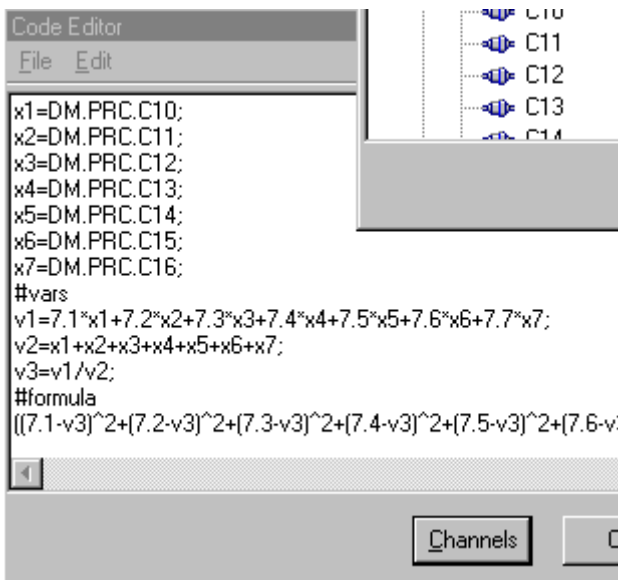 Code Editor
File Edit
C10
C11
C12
C13
C14
x1=DM.PRC.C10;
x2=DM.PRC.C11;
x3=DM.PRC.C12;
x4=DM.PRC.C13;
x5=DM.PRC.C14;
x6=DM.PRC.C15;
x7=DM.PRC.C16;
#vars
v1=7.1*x1+7.2*x2+7.3*x3+7.4*x4+7.5*x5+7.6*x6+7.7*x7;
v2=x1+x2+x3+x4+x5+x6+x7;
v3=v1/v2;
#formula
((7.1-v3)^2+(7.2-v3)^2+(7.3-v3)^2+(7.4-v3)^2+(7.5-v3)^2+(7.6-v3
Channels